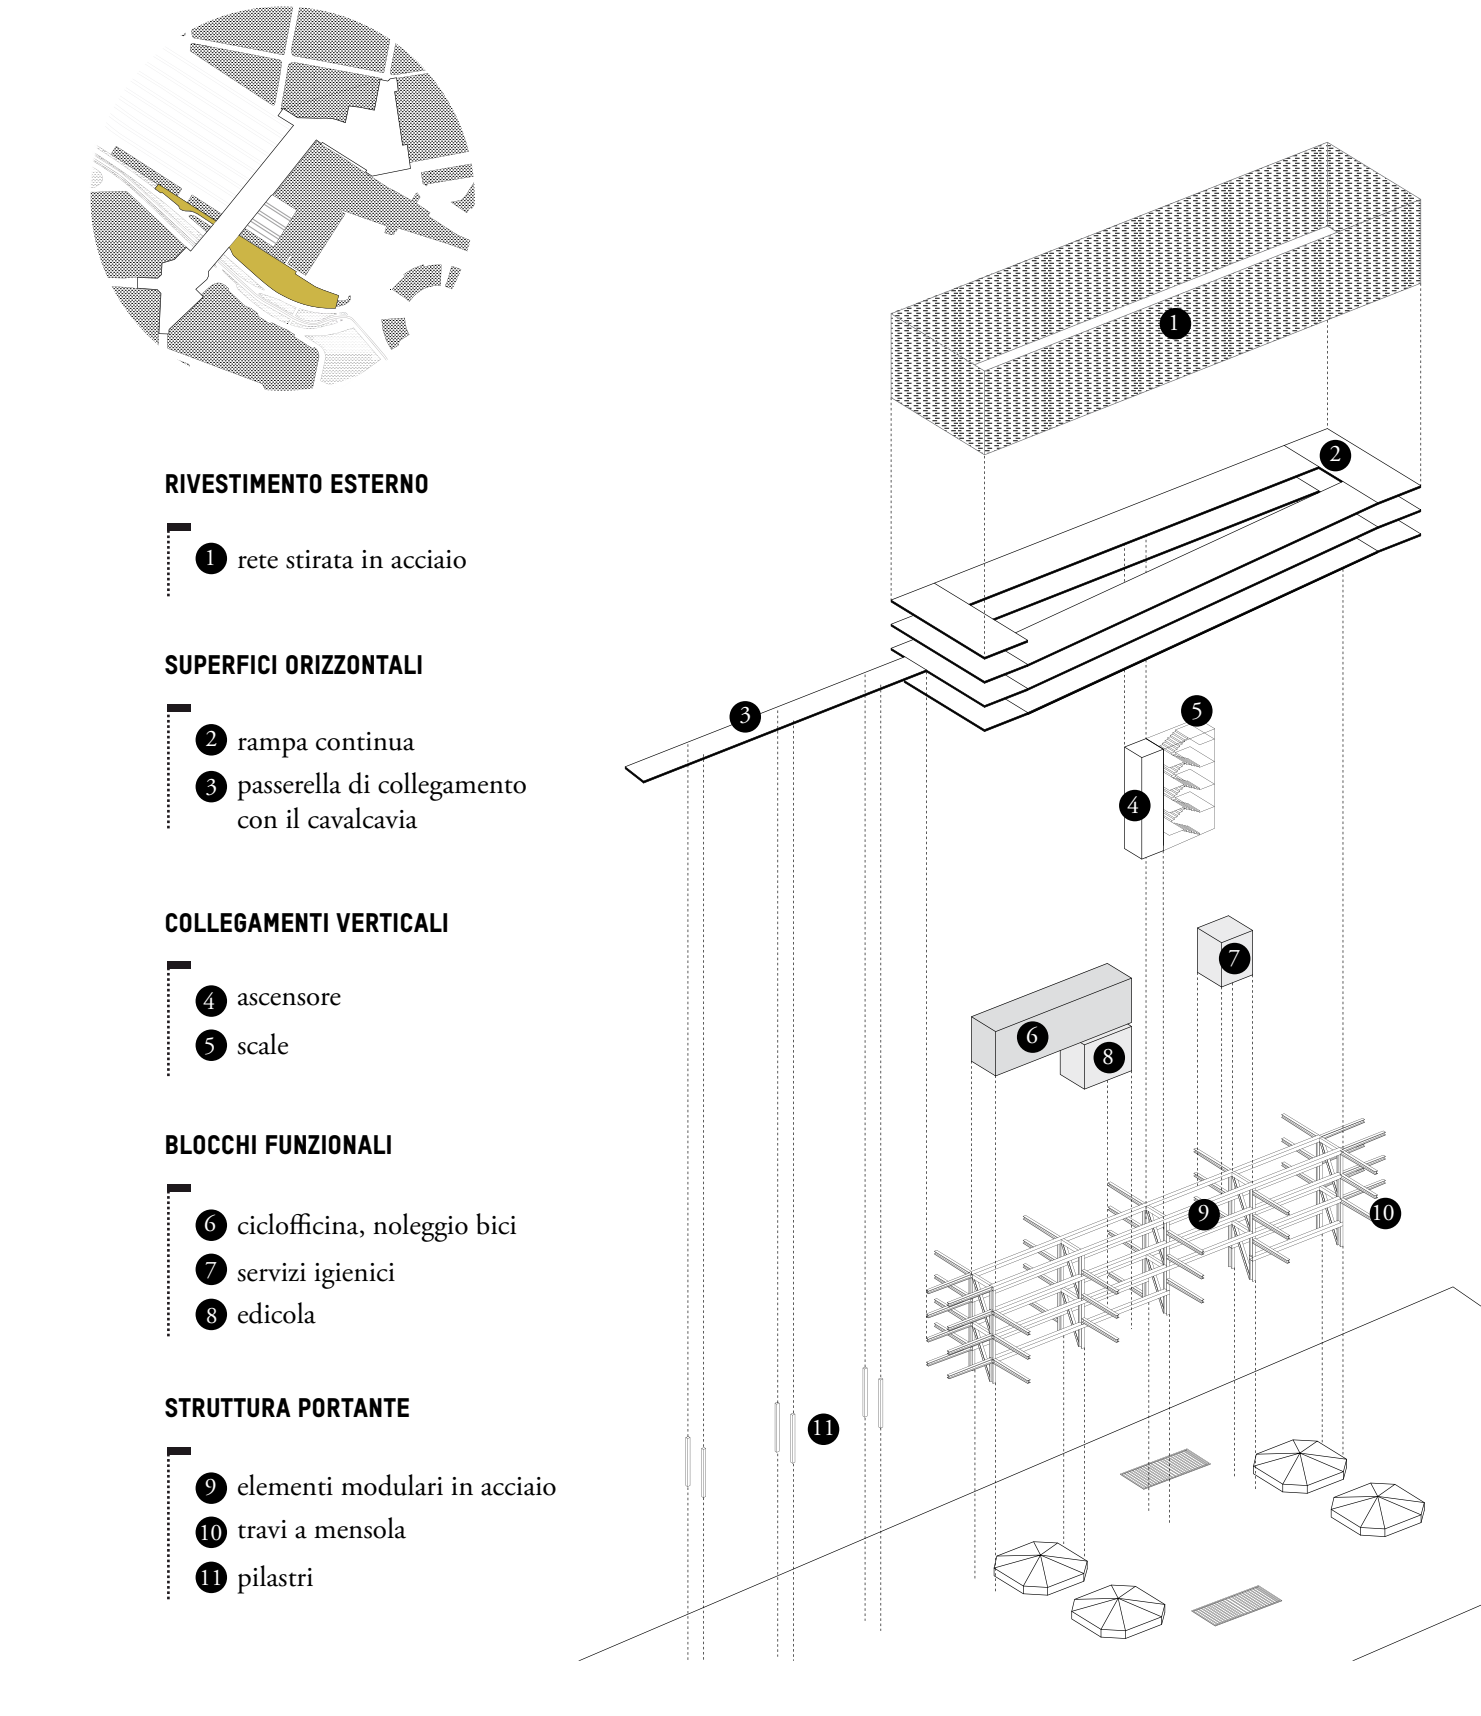 RIVESTIMENTO ESTERNO
1 rete stirata in acciaio
SUPERFICI ORIZZONTALI
2 rampa continua
3 passerella di collegamento
con il cavalcavia
COLLEGAMENTI VERTICALI
4 ascensore
5 scale
BLOCCHI FUNZIONALI
6 ciclofficina, noleggio bici
7 servizi igienici
8 edicola
STRUTTURA PORTANTE
9 elementi modulari in acciaio
10 travi a mensola
11 pilastri
1
2
3
5
4
7
6
8
9
10
11